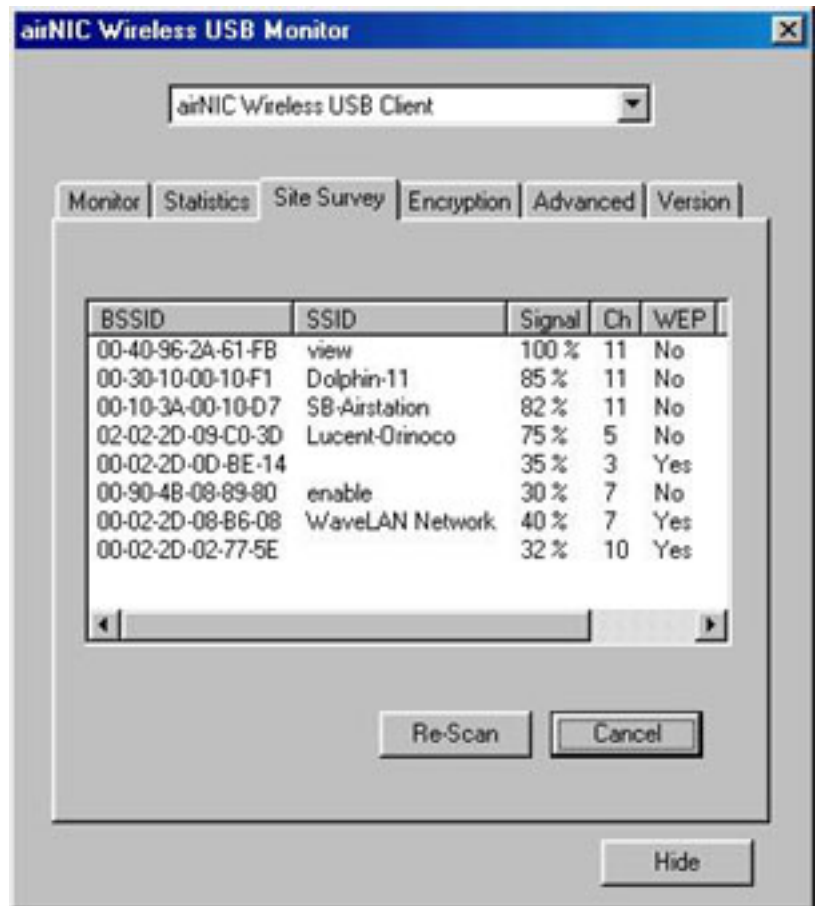 airNIC Wireless USB Monitor
airNIC Wireless USB Client
Monitor Statistics Site Survey Encryption Advanced Version
BSSID SSID Signal Ch WEP
00-40-96-2A-61-FB view 100 % 11 No
00-30-10-00-10-F1 Dolphin-11 85 % 11 No
00-10-3A-00-10-D7 SB-Airstation 82 % 11 No
02-02-2D-09-C0-3D Lucent-Orinoco 75 % 5 No
00-02-2D-0D-BE-14 35 % 3 Yes
00-90-4B-08-89-80 enable 30 % 7 No
00-02-2D-08-B6-08 WaveLAN Network 40 % 7 Yes
00-02-2D-02-77-5E 32 % 10 Yes
Re-Scan Cancel
Hide